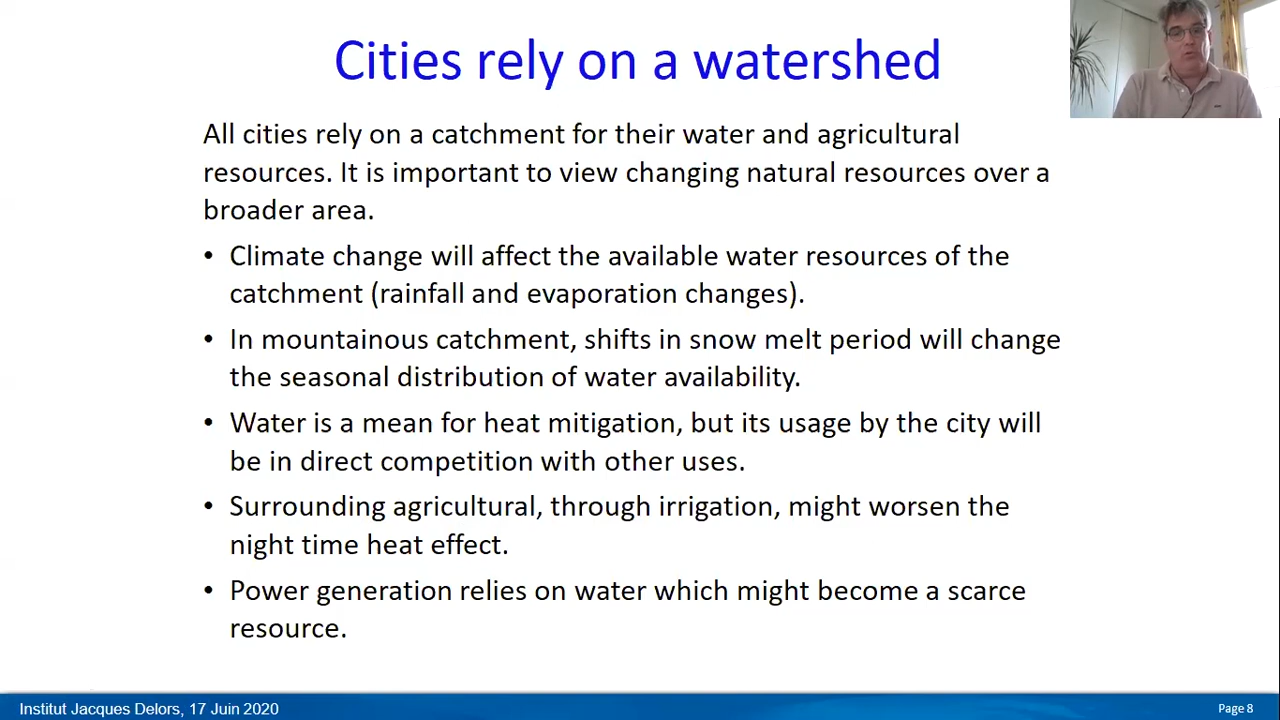 Cities rely on a watershed
All cities rely on a catchment for their water and agricultural
resources. It is important to view changing natural resources over a
broader area.
• Climate change will affect the available water resources of the
catchment (rainfall and evaporation changes).
• In mountainous catchment, shifts in snow melt period will change
the seasonal distribution of water availability.
• Water is a mean for heat mitigation, but its usage by the city will
be in direct competition with other uses.
• Surrounding agricultural, through irrigation, might worsen the
night time heat effect.
• Power generation relies on water which might become a scarce
resource.
Institut Jacques Delors, 17 Juin 2020
Page 8